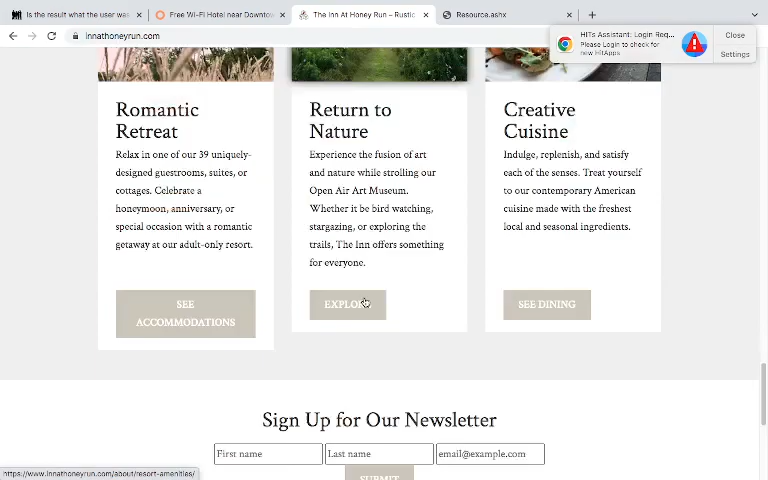 Is the result what the user was
Free Wi-Fi Hotel near Downtow
The Inn At Honey Run – Rustic
Resource.ashx
innathoneyrun.com
HITs Assistant: Login Req...
Please Login to check for
new HitApps
Close
Settings
Romantic
Retreat
Relax in one of our 39 uniquely-
designed guestrooms, suites, or
cottages. Celebrate a
honeymoon, anniversary, or
special occasion with a romantic
getaway at our adult-only resort.
SEE
ACCOMMODATIONS
Return to
Nature
Experience the fusion of art
and nature while strolling our
Open Air Art Museum.
Whether it be bird watching,
stargazing, or exploring the
trails, The Inn offers something
for everyone.
EXPLORE
Creative
Cuisine
Indulge, replenish, and satisfy
each of the senses. Treat yourself
to our contemporary American
cuisine made with the freshest
local and seasonal ingredients.
SEE DINING
Sign Up for Our Newsletter
First name
Last name
email@example.com
SUBMIT
https://www.innathoneyrun.com/about/resort-amenities/